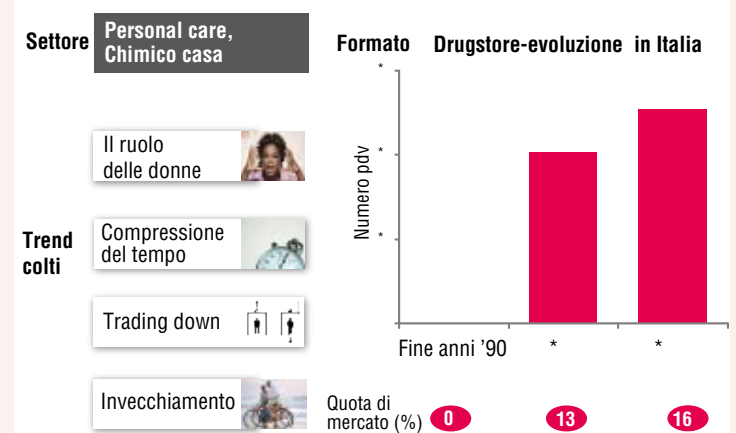 Settore
Personal care,
Chimico casa
Trend
colti
Il ruolo
delle donne
Compressione
del tempo
Trading down
Invecchiamento
Formato Drugstore-evoluzione in Italia
Numero pdv
*
*
*
Fine anni ’90 * *
Quota di
mercato (%) 0 13 16